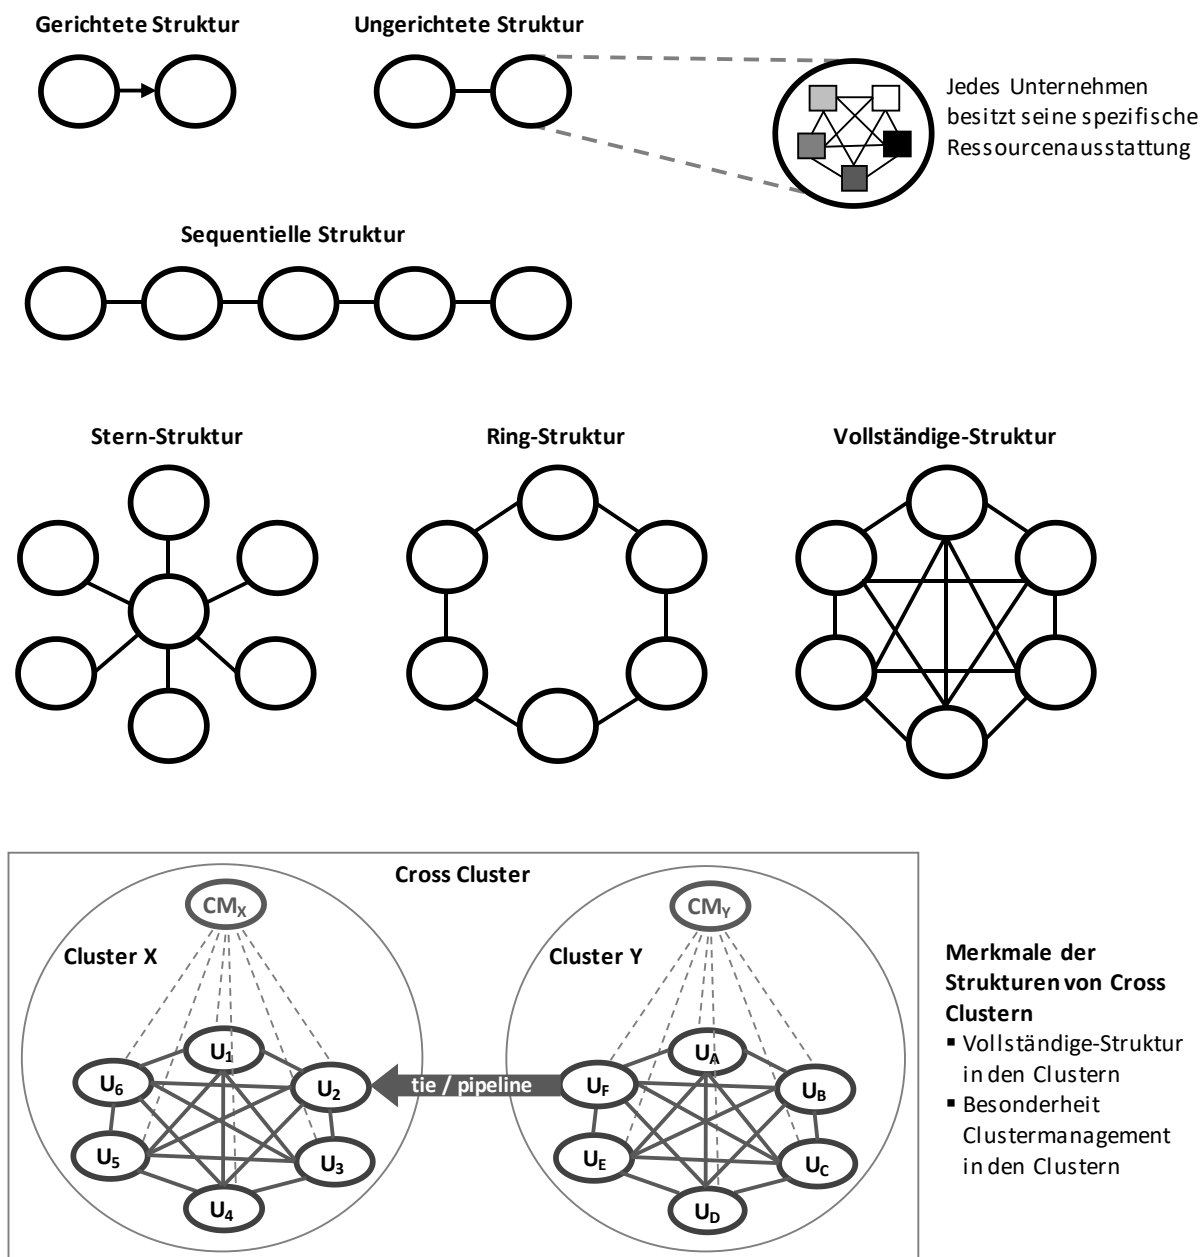 Gerichtete Struktur
Ungerichtete Struktur
Jedes Unternehmen
besitzt seine spezifische
Ressourcenausstattung
Sequentielle Struktur
Stern-Struktur
Ring-Struktur
Vollständige-Struktur
Cross Cluster
CMX
CMY
Cluster X
Cluster Y
U1
U6
U2
U5
U3
U4
tie / pipeline
UA
UF
UB
UE
UC
UD
Merkmale der
Strukturen von Cross
Clustern
▪ Vollständige-Struktur
in den Clustern
▪ Besonderheit
Clustermanagement
in den Clustern